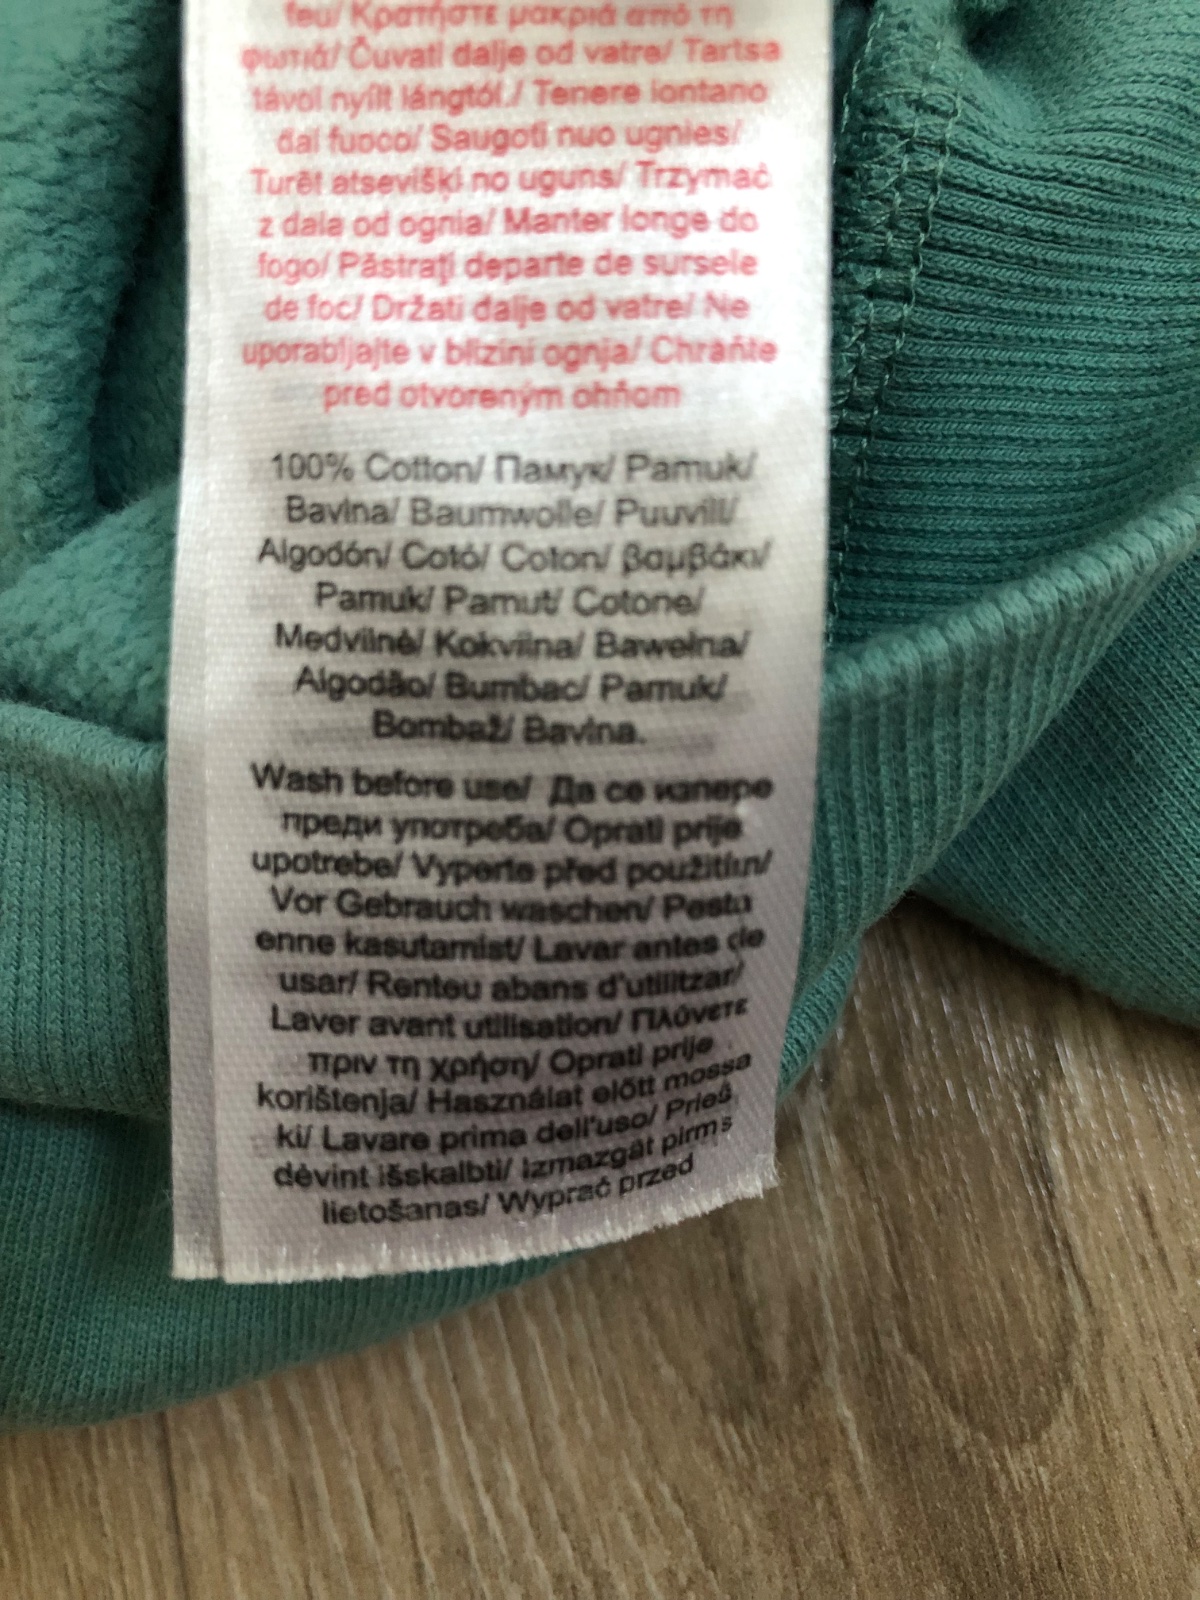 feu/ Κρατήστε μακριά από τη
φωτιά/ Čuvati dalje od vatre/ Tartsa
távol nyílt lángtól./ Tenere lontano
dal fuoco/ Saugoti nuo ugnies/
Turēt atsevišķi no uguns/ Trzymać
z dala od ognia/ Manter longe do
fogo/ Păstraţi departe de sursele
de foc/ Držati dalje od vatre/ Ne
uporabljajte v blizini ognja/ Chráňte
pred otvoreným ohňom
100% Cotton/ Памук/ Pamuk/
Bavlna/ Baumwolle/ Puuvill/
Algodón/ Cotó/ Coton/ βαμβάκι/
Pamuk/ Pamut/ Cotone/
Medvilnė/ Kokvilna/ Bawełna/
Algodão/ Bumbac/ Pamuk/
Bombaž/ Bavlna.
Wash before use/ Да се изпере
преди употреба/ Oprati prije
upotrebe/ Vyperte před použitím/
Vor Gebrauch waschen/ Pesta
enne kasutamist/ Lavar antes de
usar/ Renteu abans d'utilitzar/
Laver avant utilisation/ Πλύνετε
πριν τη χρήση/ Oprati prije
korištenja/ Használat előtt mossa
ki/ Lavare prima dell'uso/ Prieš
dėvint išskalbti/ Izmazgāt pirms
lietošanas/ Wyprać przed